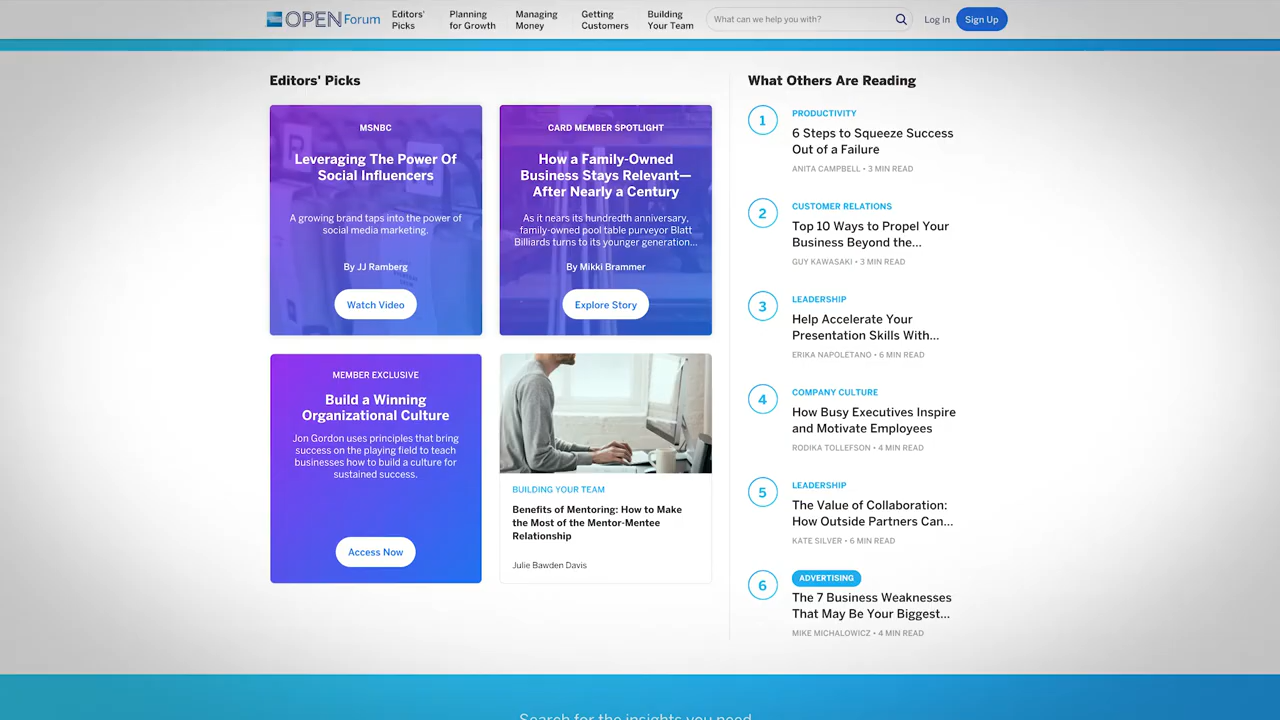 OPEN Forum
Editors'
Picks
Planning
for Growth
Managing
Money
Getting
Customers
Building
Your Team
What can we help you with?
Log In
Sign Up
Editors' Picks
MSNBC
Leveraging The Power Of
Social Influencers
A growing brand taps into the power of
social media marketing.
By JJ Ramberg
Watch Video
CARD MEMBER SPOTLIGHT
How a Family-Owned
Business Stays Relevant—
After Nearly a Century
As it nears its hundredth anniversary,
family-owned pool table purveyor Blatt
Billiards turns to its younger generation...
By Mikki Brammer
Explore Story
MEMBER EXCLUSIVE
Build a Winning
Organizational Culture
Jon Gordon uses principles that bring
success on the playing field to teach
businesses how to build a culture for
sustained success.
Access Now
BUILDING YOUR TEAM
Benefits of Mentoring: How to Make
the Most of the Mentor-Mentee
Relationship
Julie Bawden Davis
What Others Are Reading
1
PRODUCTIVITY
6 Steps to Squeeze Success
Out of a Failure
ANITA CAMPBELL • 3 MIN READ
2
CUSTOMER RELATIONS
Top 10 Ways to Propel Your
Business Beyond the...
GUY KAWASAKI • 3 MIN READ
3
LEADERSHIP
Help Accelerate Your
Presentation Skills With...
ERIKA NAPOLETANO • 6 MIN READ
4
COMPANY CULTURE
How Busy Executives Inspire
and Motivate Employees
RODIKA TOLLEFSON • 4 MIN READ
5
LEADERSHIP
The Value of Collaboration:
How Outside Partners Can...
KATE SILVER • 6 MIN READ
6
ADVERTISING
The 7 Business Weaknesses
That May Be Your Biggest...
MIKE MICHALOWICZ • 4 MIN READ
Search for the insights you need